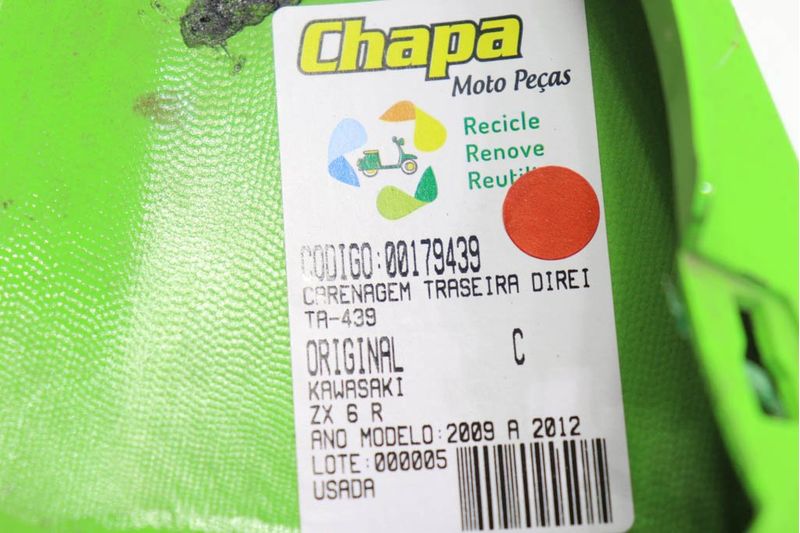 Chapa
Moto Peças
Recicle
Renove
CODIGO:00179439
CARENAGEM TRASEIRA DIREI
TA-439
ORIGINAL C
KAWASAKI
ZX 6 R
ANO MODELO:2009 A 2012
LOTE:000005
USADA